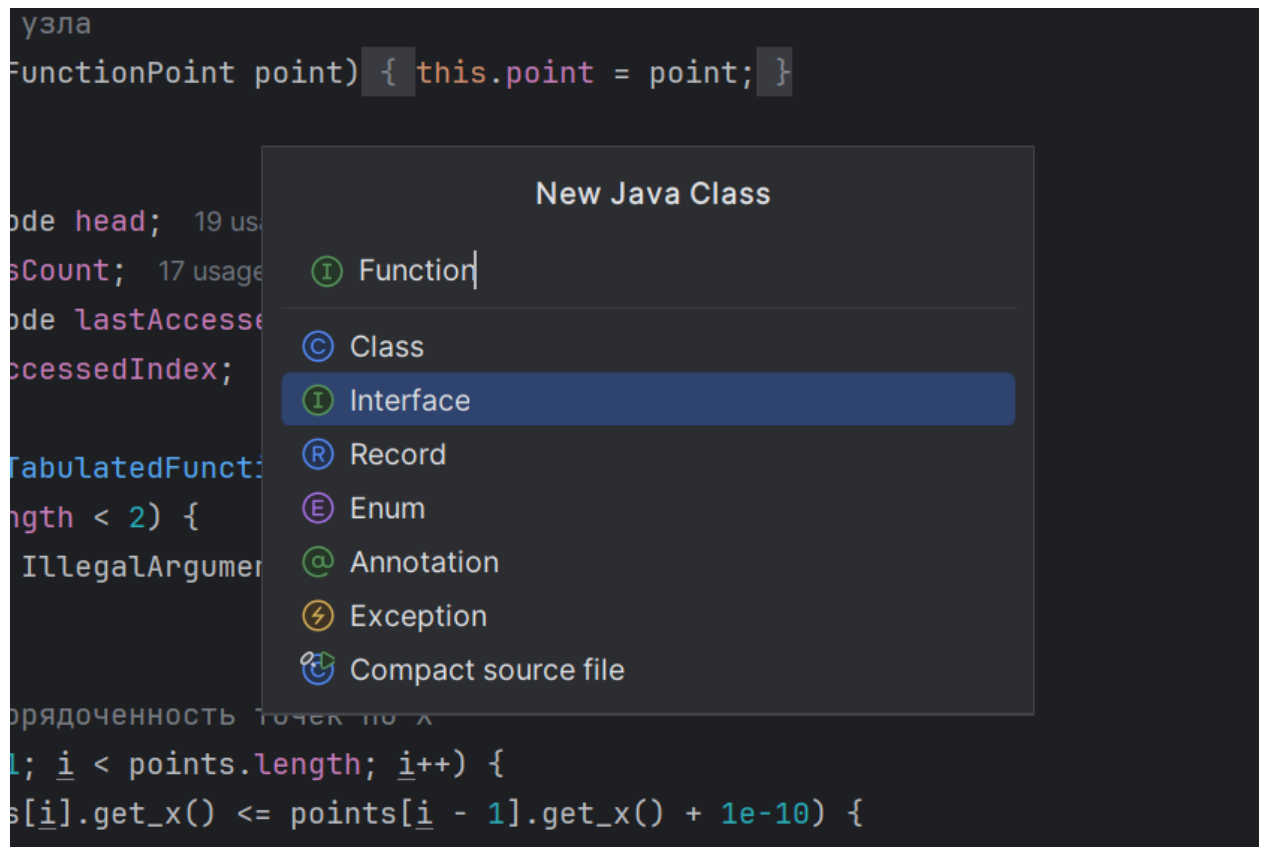 узла
FunctionPoint point) { this.point = point; }
New Java Class
ode head; 19 usa
Function
sCount; 17 usage
ode lastAccesse
Class
ccessedIndex;
Interface
Record
TabulatedFuncti
Enum
ngth < 2) {
IllegalArgumen
Annotation
Exception
Compact source file
орядоченность точек по x
1; i < points.length; i++) {
s[i].get_x() <= points[i - 1].get_x() + 1e-10) {